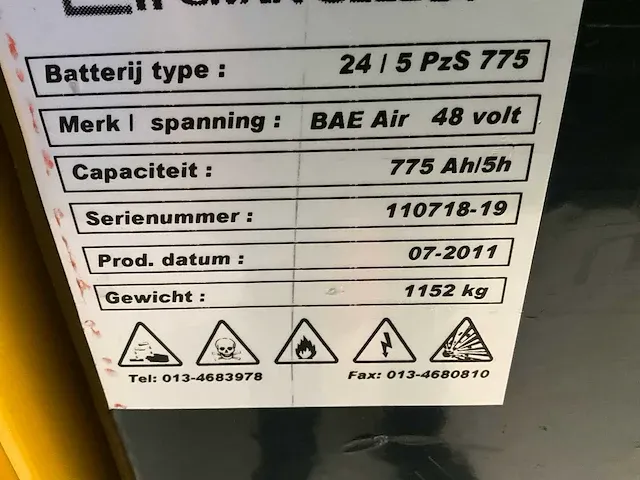 Batterij type : 24 / 5 PzS 775
Merk / spanning : BAE Air 48 volt
Capaciteit : 775 Ah/5h
Serienummer : 110718-19
Prod. datum : 07-2011
Gewicht : 1152 kg
Tel: 013-4683978 Fax: 013-4680810